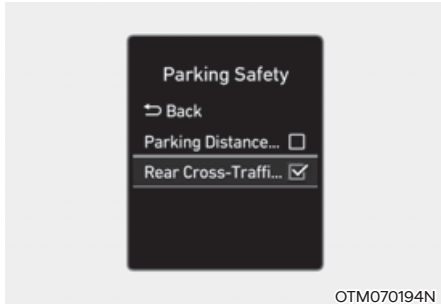 Parking Safety
Back
Parking Distance...
Rear Cross-Traffi...
OTM070194N